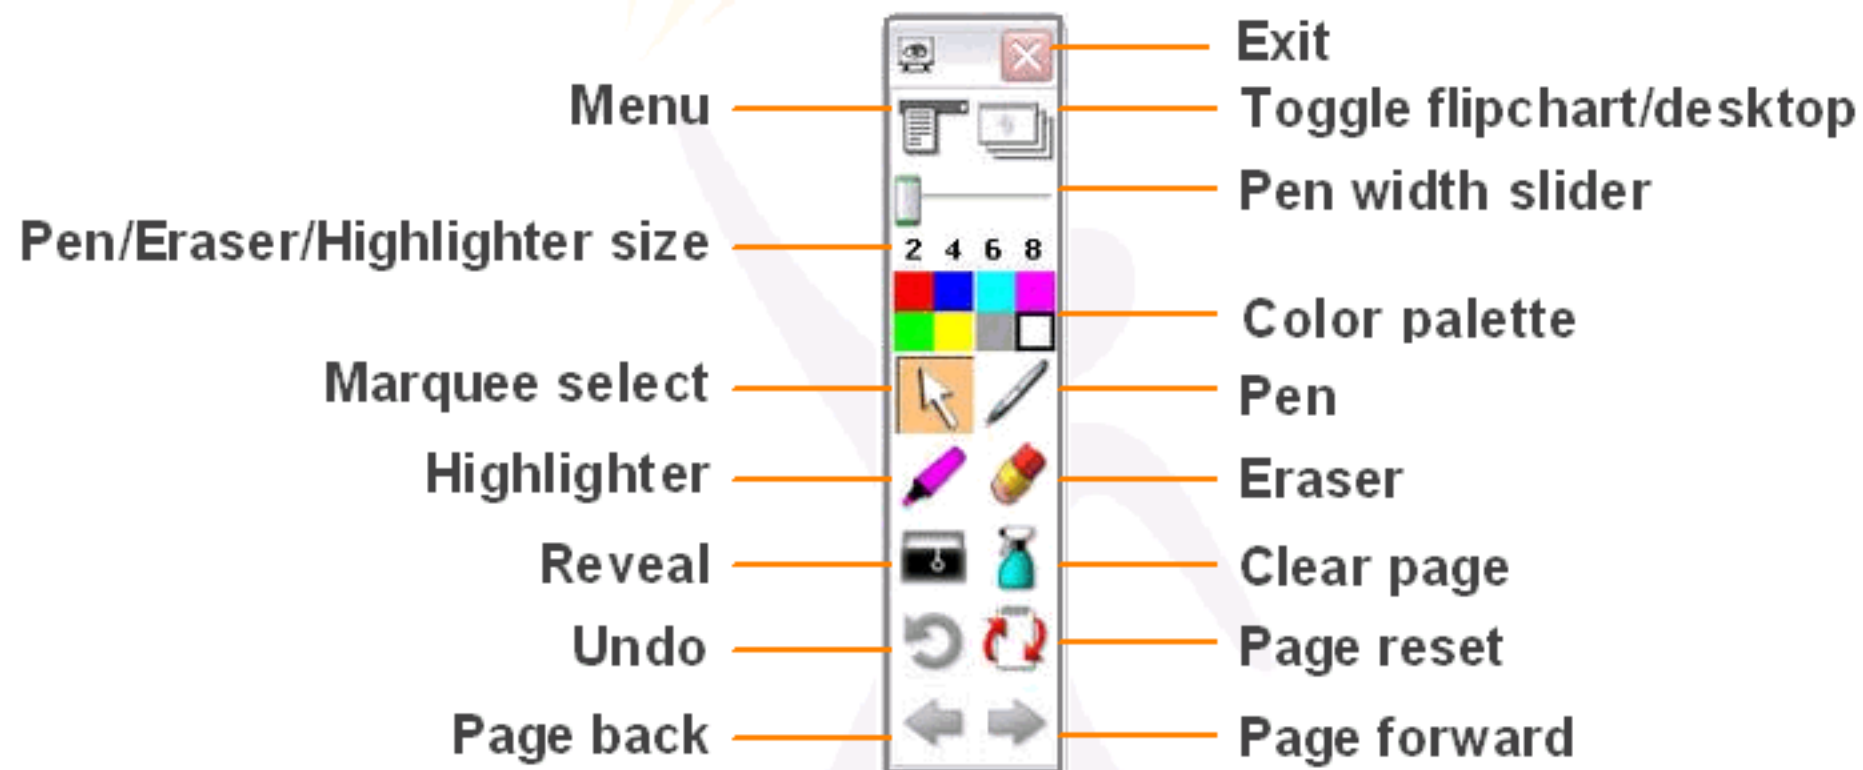 Exit
Menu
Toggle flipchart/desktop
Pen width slider
Pen/Eraser/Highlighter size
2 4 6 8
Color palette
Marquee select
Pen
Highlighter
Eraser
Reveal
Clear page
Undo
Page reset
Page back
Page forward